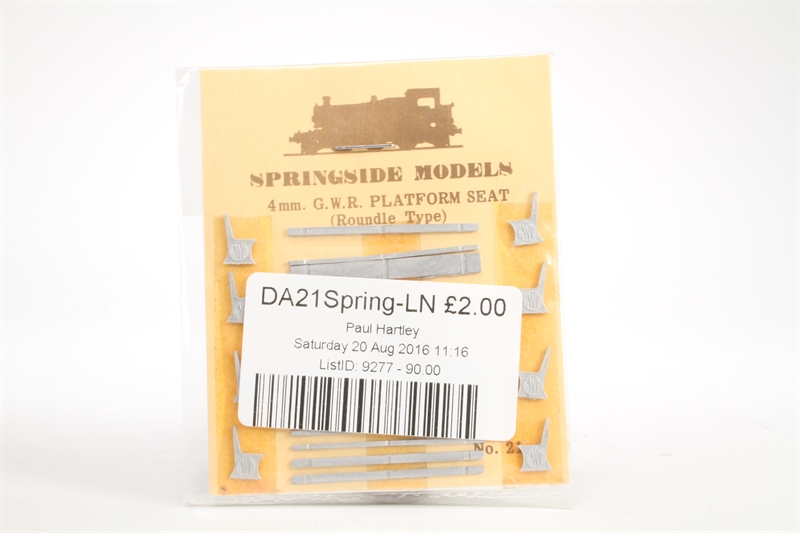 SPRINGSIDE MODELS
4mm. G.W.R. PLATFORM SEAT
(Roundle Type)
DA21Spring-LN £2.00
Paul Hartley
Saturday 20 Aug 2016 11:16
ListID: 9277 - 90.00
No.